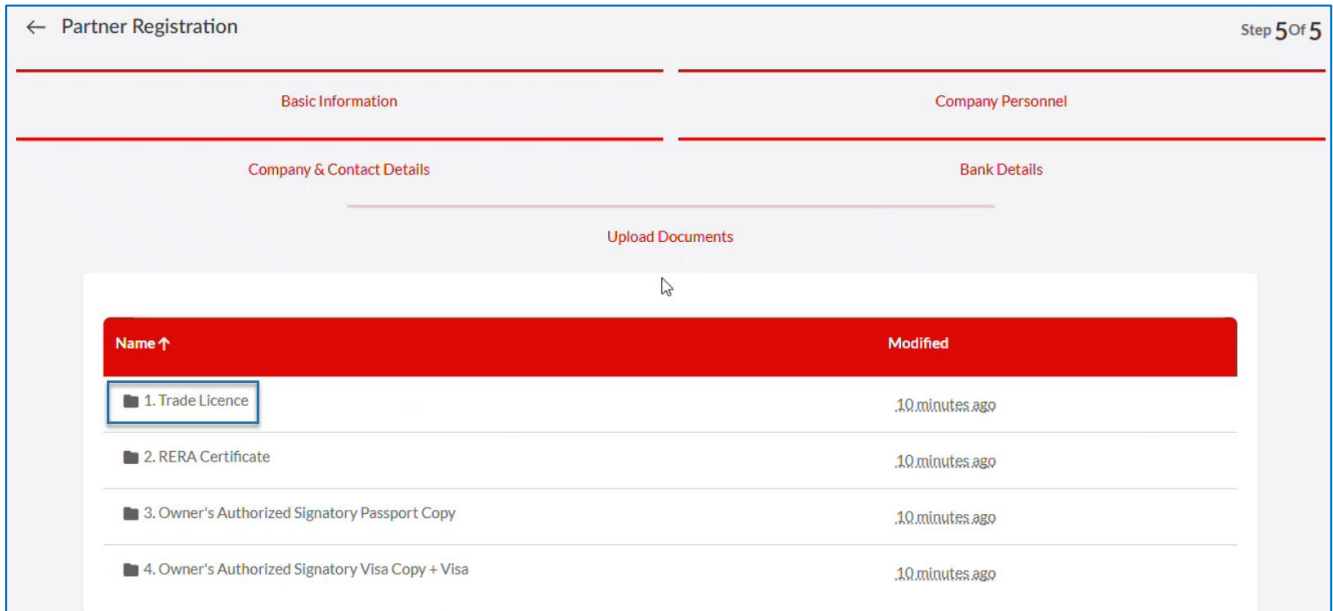 ← Partner Registration Step 5 Of 5
Basic Information Company Personnel
Company & Contact Details Bank Details
Upload Documents
Name↑ Modified
1. Trade Licence 10 minutes ago
2. RERA Certificate 10 minutes ago
3. Owner's Authorized Signatory Passport Copy 10 minutes ago
4. Owner's Authorized Signatory Visa Copy + Visa 10 minutes ago